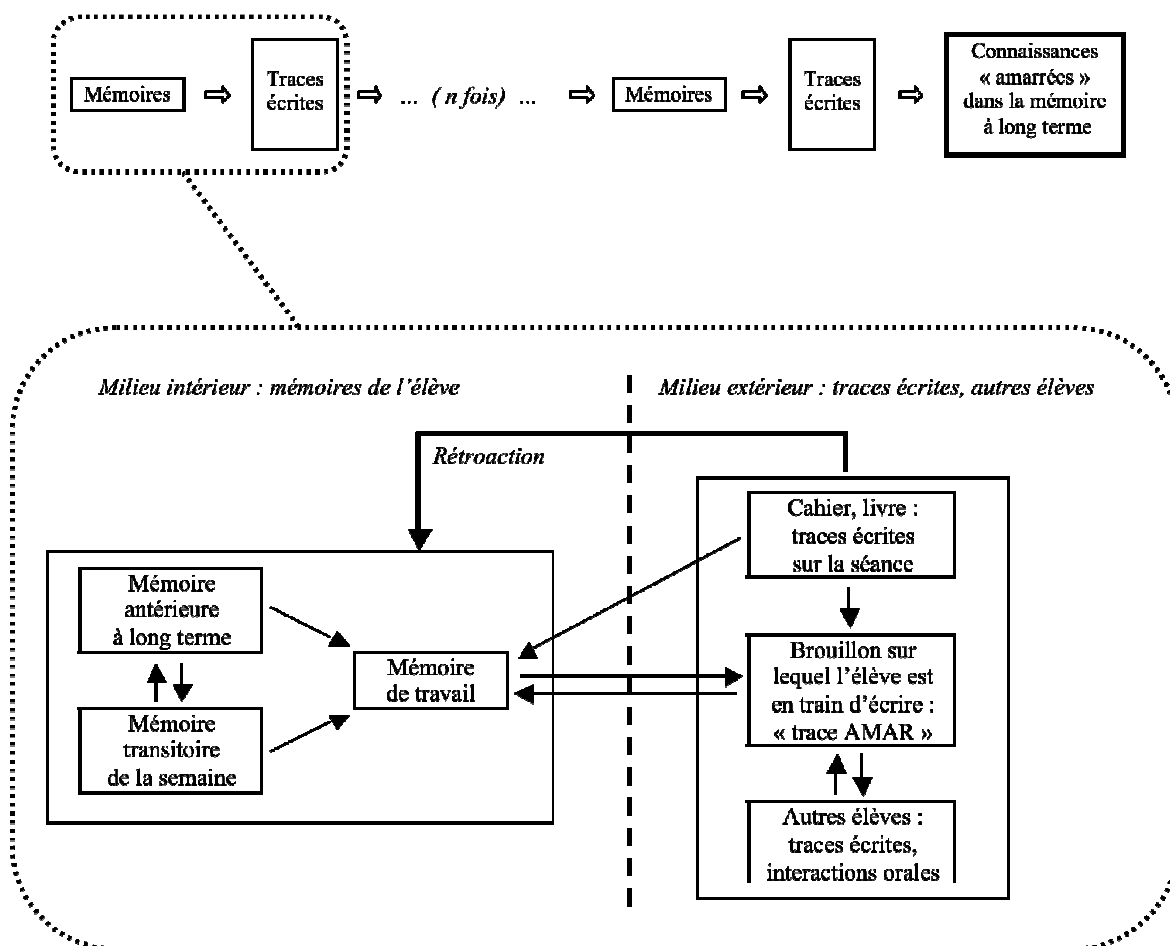 Mémoires
Traces
écrites
... ( n fois) ...
Mémoires
Traces
écrites
Connaissances
« amarrées »
dans la mémoire
à long terme
Milieu intérieur : mémoires de l’élève
Milieu extérieur : traces écrites, autres élèves
Rétroaction
Mémoire
antérieure
à long terme
Mémoire
transitoire
de la semaine
Mémoire
de travail
Cahier, livre :
traces écrites
sur la séance
Brouillon sur
lequel l’élève est
en train d’écrire :
« trace AMAR »
Autres élèves :
traces écrites,
interactions orales